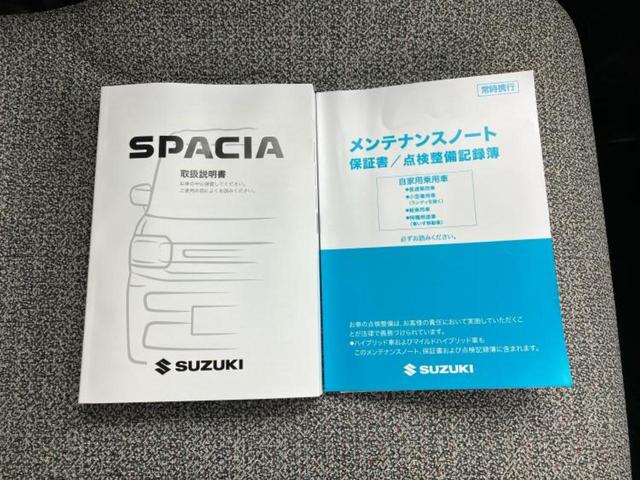 SPACIA
取扱説明書
お車の中に保管してください。
ご使用の前によくお読みください。
SUZUKI
常時携行
メンテナンスノート
保証書/点検整備記録簿
自家用乗用車
●普通乗用車
●小型乗用車
(ランディを除く)
●軽乗用車
●特種用途車
(車いす移動車)
必ずお読みください。
お車の点検整備は、お客様の責任において実施していただくこ
とが法律で義務づけられています。
●ハイブリッド車およびマイルドハイブリッド車も
このメンテナンスノート、保証書および点検記録簿に含まれます。
SUZUKI